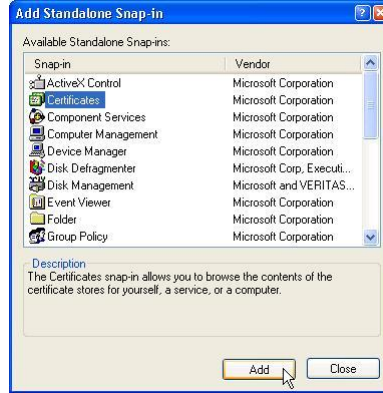 Add Standalone Snap-in
Available Standalone Snap-ins:
Snap-in Vendor
ActiveX Control Microsoft Corporation
Certificates Microsoft Corporation
Component Services Microsoft Corporation
Computer Management Microsoft Corporation
Device Manager Microsoft Corporation
Disk Defragmenter Microsoft Corp, Executi...
Disk Management Microsoft and VERITAS...
Event Viewer Microsoft Corporation
Folder Microsoft Corporation
Group Policy Microsoft Corporation
Description
The Certificates snap-in allows you to browse the contents of the
certificate stores for yourself, a service, or a computer.
Add Close